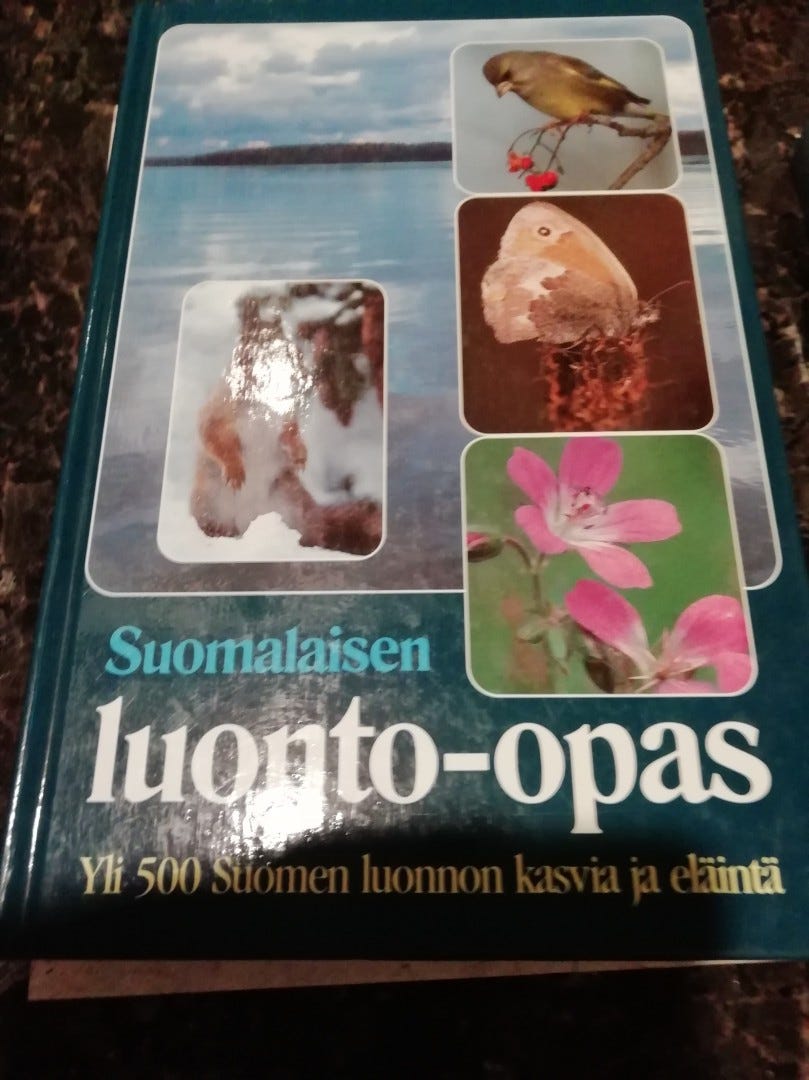 Suomalaisen
luonto-opas
Yli 500 Suomen luonnon kasvia ja eläintä